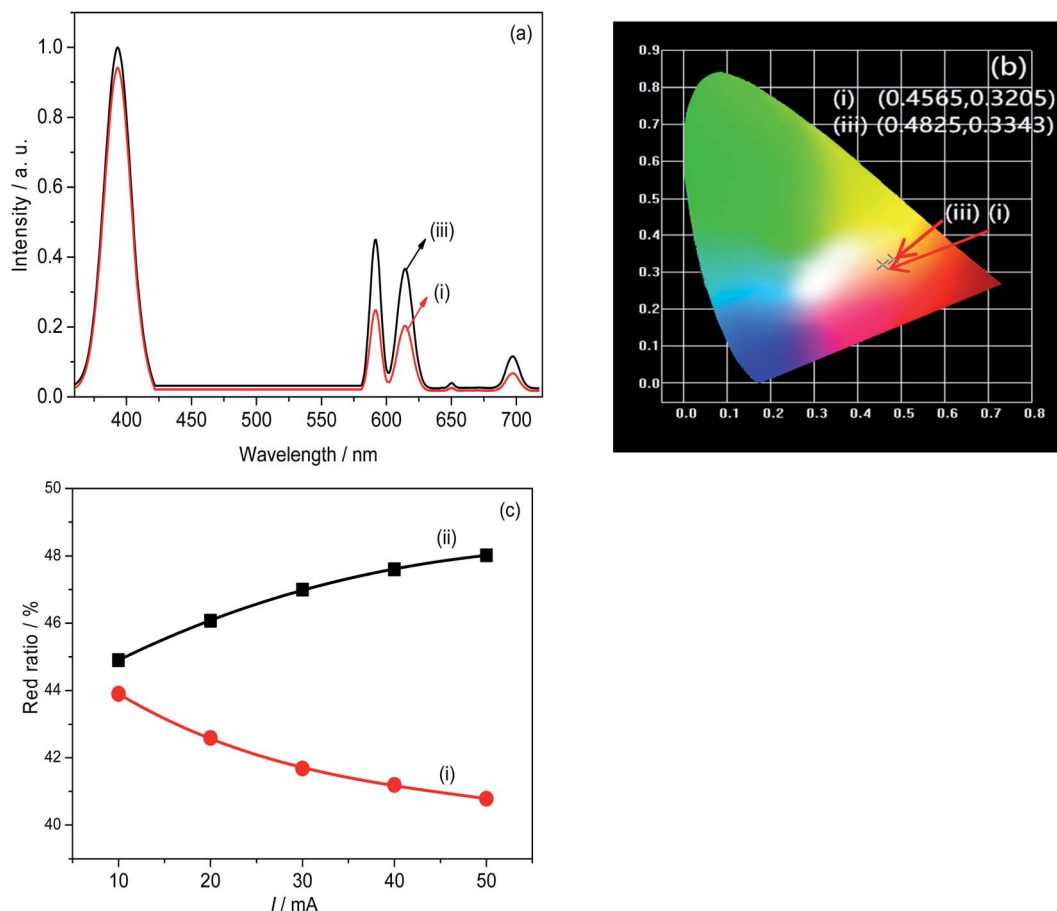 (a)
1.0
0.8
0.6
0.4
0.2
0.0
Intensity / a. u.
(iii)
(i)
400 450 500 550 600 650 700
Wavelength / nm
(b)
(i) (0.4565,0.3205)
(iii) (0.4825,0.3343)
(iii) (i)
0.9
0.8
0.7
0.6
0.5
0.4
0.3
0.2
0.1
0.0
0.0 0.1 0.2 0.3 0.4 0.5 0.6 0.7 0.8
(c)
50
48
46
44
42
40
Red ratio / %
(ii)
(i)
10 20 30 40 50
I / mA